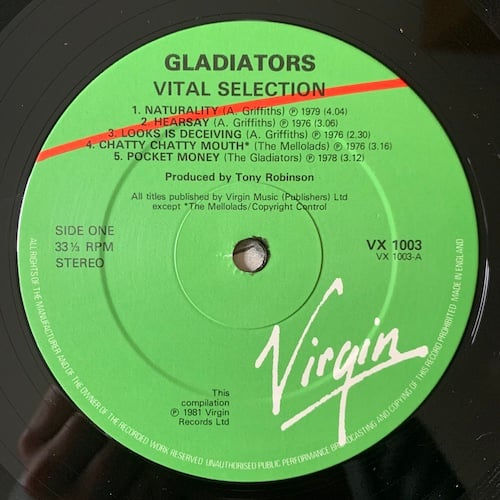 GLADIATORS
VITAL SELECTION
1. NATURALITY (A. Griffiths) ℗ 1979 (4.04)
2. HEARSAY (A. Griffiths) ℗ 1976 (3.06)
3. LOOKS IS DECEIVING (A. Griffiths) ℗ 1976 (2.30)
4. CHATTY CHATTY MOUTH* (The Mellolads) ℗ 1976 (3.16)
5. POCKET MONEY (The Gladiators) ℗ 1978 (3.12)
Produced by Tony Robinson
All titles published by Virgin Music (Publishers) Ltd
except *The Mellolads/Copyright Control
SIDE ONE
33⅓ RPM
STEREO
VX 1003
VX 1003-A
Virgin
This
compilation
℗ 1981 Virgin
Records Ltd
ALL RIGHTS OF THE MANUFACTURER AND OF THE OWNER OF THE RECORDED WORK RESERVED UNAUTHORISED PUBLIC PERFORMANCE BROADCASTING AND COPYING OF THIS RECORD PROHIBITED MADE IN ENGLAND